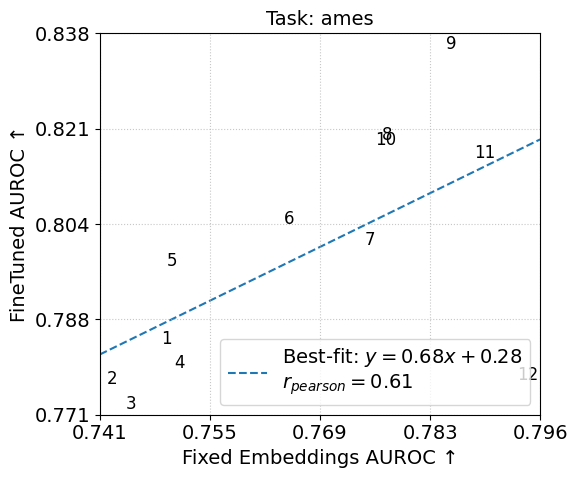 Task: ames
0.838
0.821
0.804
0.788
0.771
FineTuned AUROC ↑
9
8
10
11
6
7
5
1
4
2
3
12
Best-fit: y = 0.68x + 0.28
r_pearson = 0.61
0.741 0.755 0.769 0.783 0.796
Fixed Embeddings AUROC ↑